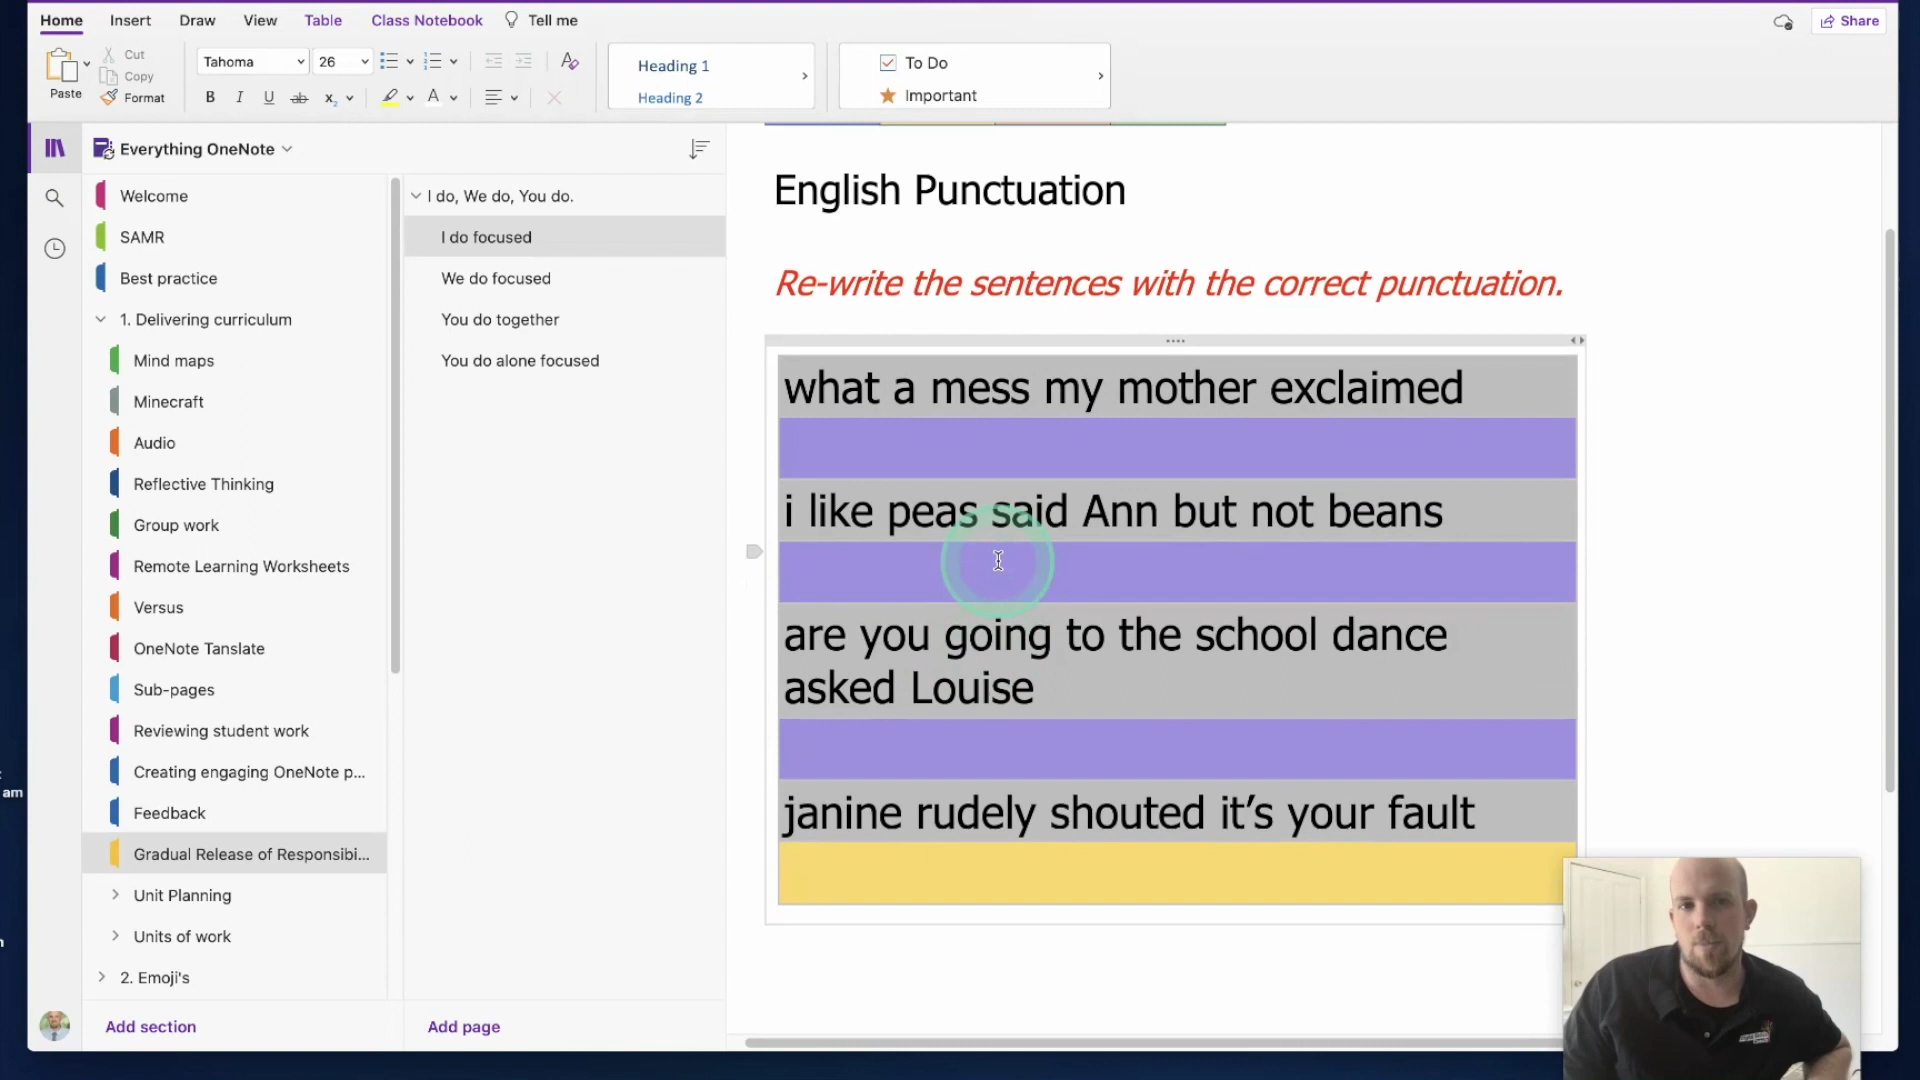 Home Insert Draw View Table Class Notebook Tell me Share
Paste
Cut
Copy
Format
Tahoma 26
B I U ab x₂ A
Heading 1
Heading 2
To Do
Important
Everything OneNote
Welcome
SAMR
Best practice
1. Delivering curriculum
Mind maps
Minecraft
Audio
Reflective Thinking
Group work
Remote Learning Worksheets
Versus
OneNote Tanslate
Sub-pages
Reviewing student work
Creating engaging OneNote p...
Feedback
Gradual Release of Responsibi...
Unit Planning
Units of work
2. Emoji's
Add section
I do, We do, You do.
I do focused
We do focused
You do together
You do alone focused
Add page
English Punctuation
Re-write the sentences with the correct punctuation.
what a mess my mother exclaimed
i like peas said Ann but not beans
are you going to the school dance
asked Louise
janine rudely shouted it’s your fault
am